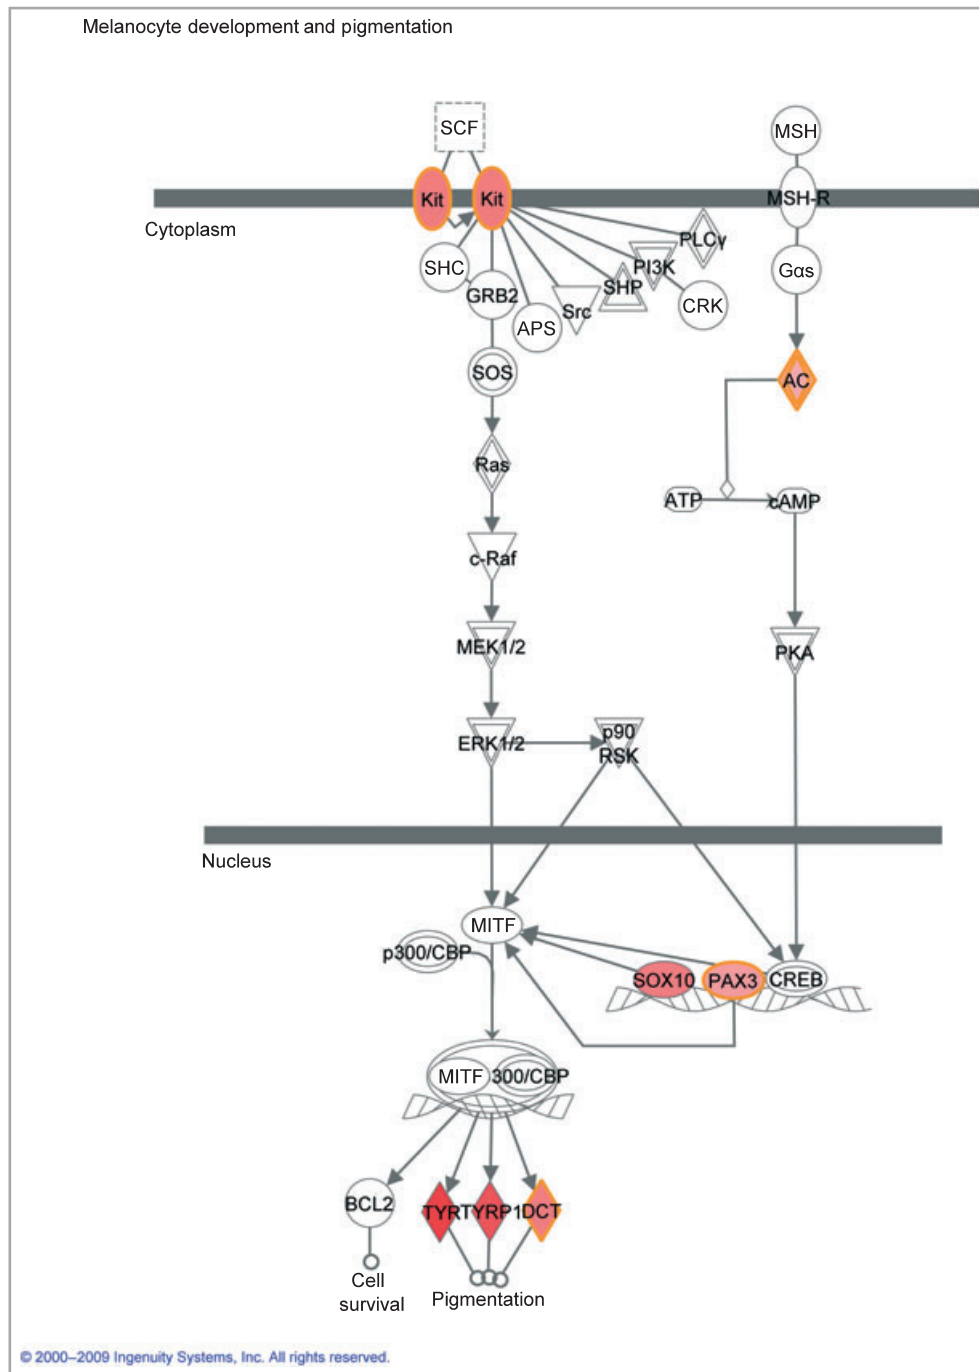 Melanocyte development and pigmentation
SCF
MSH
Kit
Kit
MSH-R
Cytoplasm
PLCγ
SHC
PI3K
Gαs
GRB2
SHP
Src
CRK
APS
SOS
AC
Ras
ATP
cAMP
c-Raf
MEK1/2
PKA
ERK1/2
p90
RSK
Nucleus
MITF
p300/CBP
SOX10
PAX3
CREB
MITF
300/CBP
BCL2
TYR
TYRP1
DCT
Cell
survival
Pigmentation
© 2000–2009 Ingenuity Systems, Inc. All rights reserved.